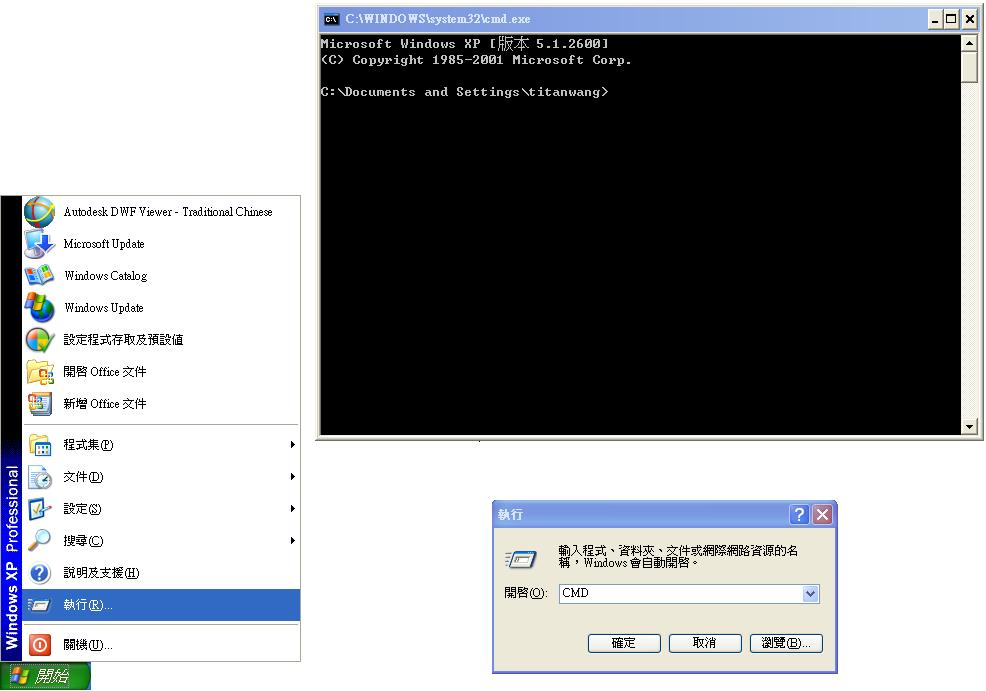 C:\WINDOWS\system32\cmd.exe
Microsoft Windows XP [版本 5.1.2600]
(C) Copyright 1985-2001 Microsoft Corp.
C:\Documents and Settings\titanwang>
Autodesk DWF Viewer - Traditional Chinese
Microsoft Update
Windows Catalog
Windows Update
設定程式存取及預設值
開啟 Office 文件
新增 Office 文件
程式集(P)
文件(D)
設定(S)
搜尋(C)
說明及支援(H)
執行(R)...
關機(U)...
Windows XP Professional
開始
執行
輸入程式、資料夾、文件或網際網路資源的名
稱，Windows 會自動開啟。
開啟(O):
CMD
確定
取消
瀏覽(B)...